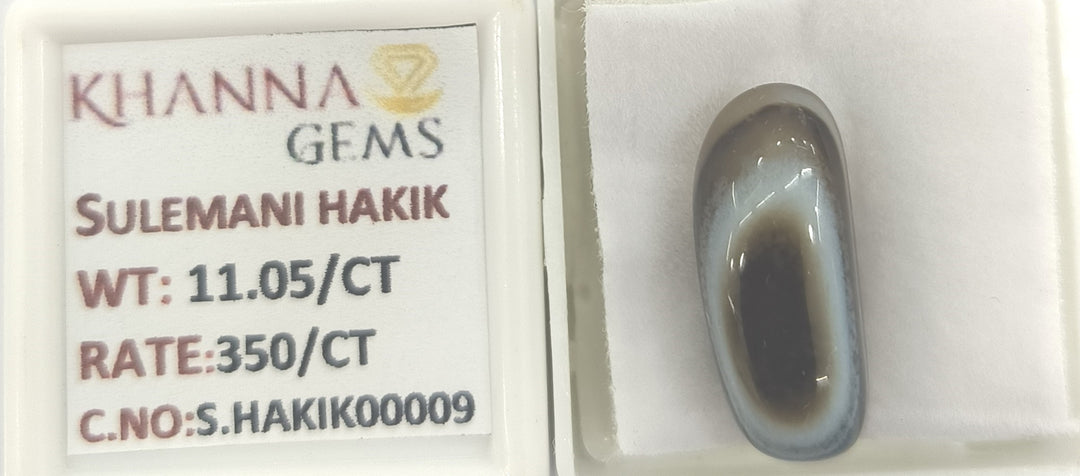 KHANNA
GEMS
SULEMANI HAKIK
WT: 11.05/CT
RATE:350/CT
C.NO:S.HAKIK00009